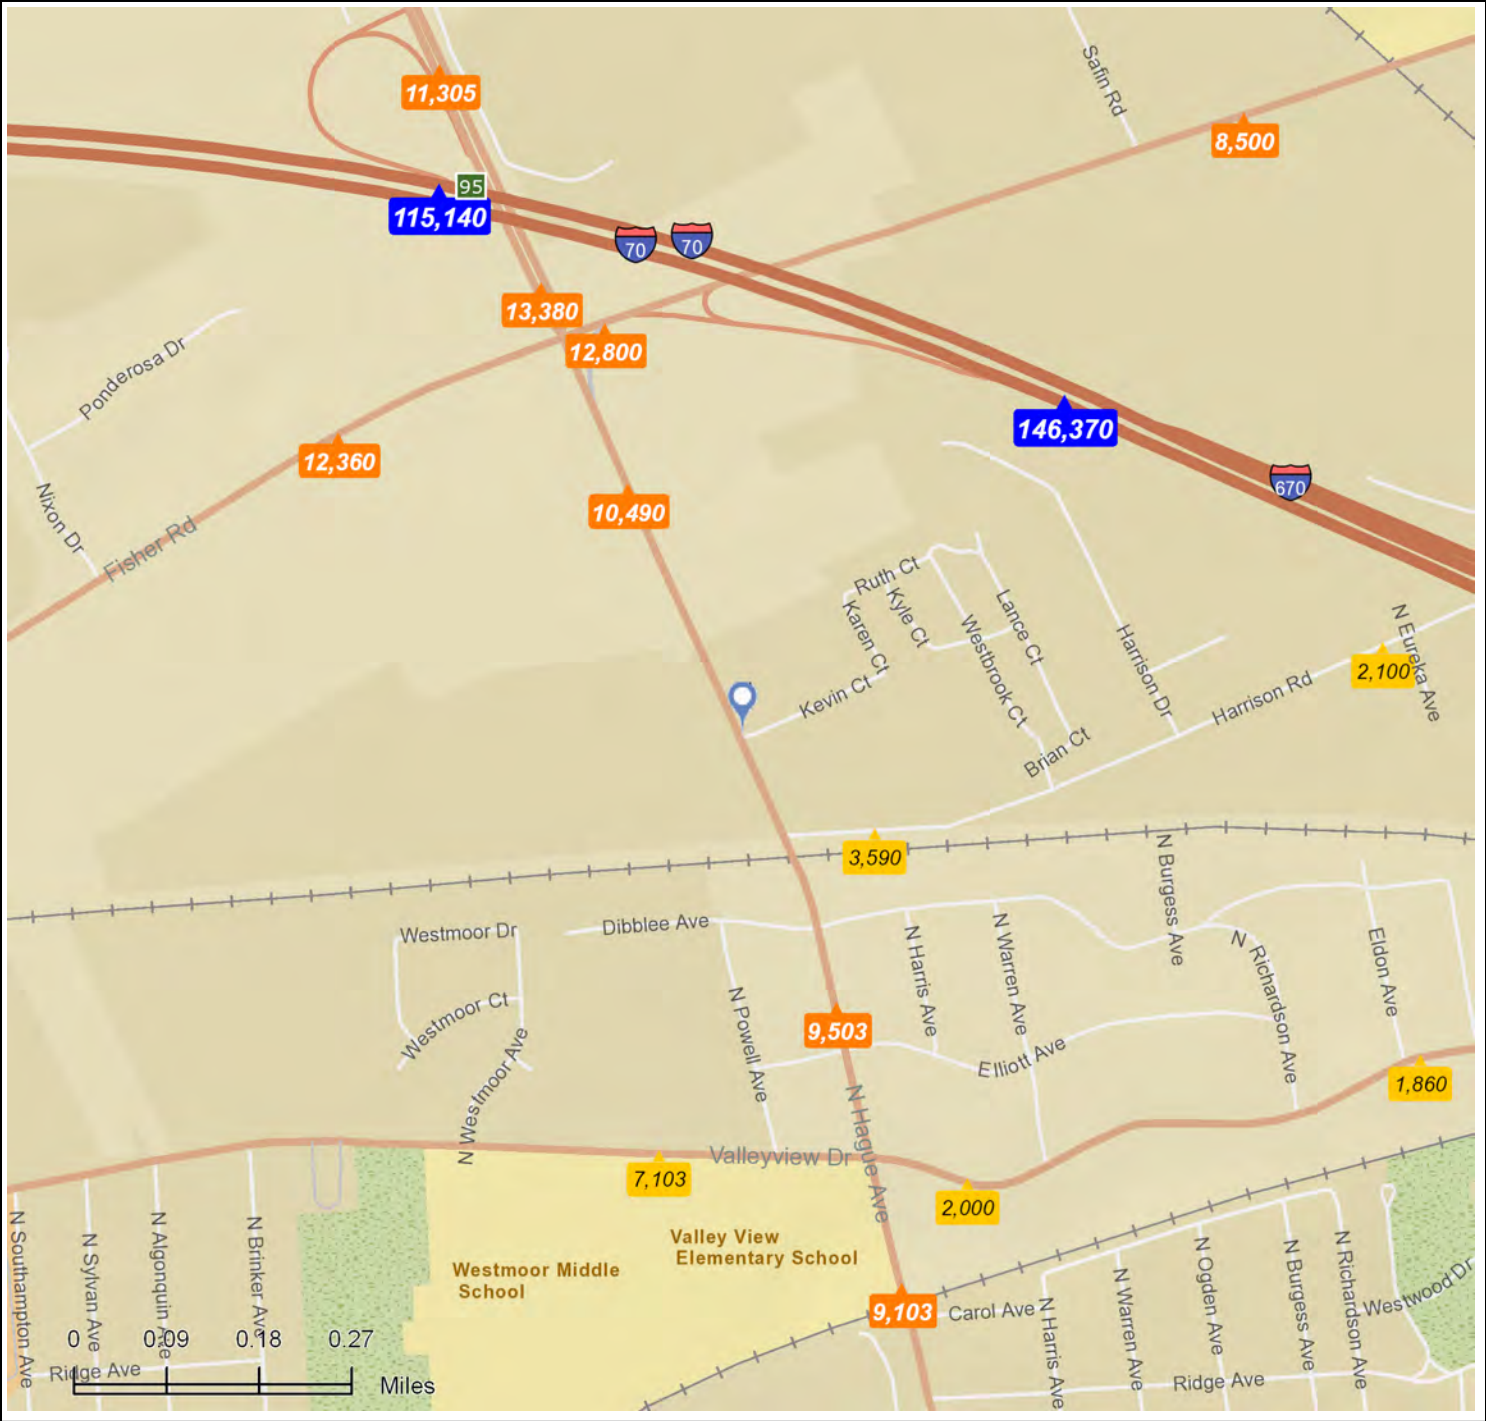 Safin Rd
11,305
8,500
95
115,140
70
70
13,380
12,800
Ponderosa Dr
146,370
12,360
670
Nixon Dr
10,490
Fisher Rd
Ruth Ct
Kyle Ct
Karen Ct
Lance Ct
Westbrook Ct
Harrison Dr
N Eureka Ave
2,100
Kevin Ct
Harrison Rd
Brian Ct
3,590
N Burgess Ave
Westmoor Dr
Dibblee Ave
N Harris Ave
N Warren Ave
N Richardson Ave
Eldon Ave
Westmoor Ct
N Powell Ave
9,503
N Westmoor Ave
Elliott Ave
1,860
N Hague Ave
Valleyview Dr
7,103
2,000
N Southampton Ave
N Sylvan Ave
N Algonquin Ave
N Brinker Ave
Valley View
Elementary School
Westmoor Middle
School
9,103
Carol Ave
N Harris Ave
N Warren Ave
N Ogden Ave
N Burgess Ave
N Richardson Ave
Westwood Dr
0 0.09 0.18 0.27
Ridge Ave
Miles
Ridge Ave